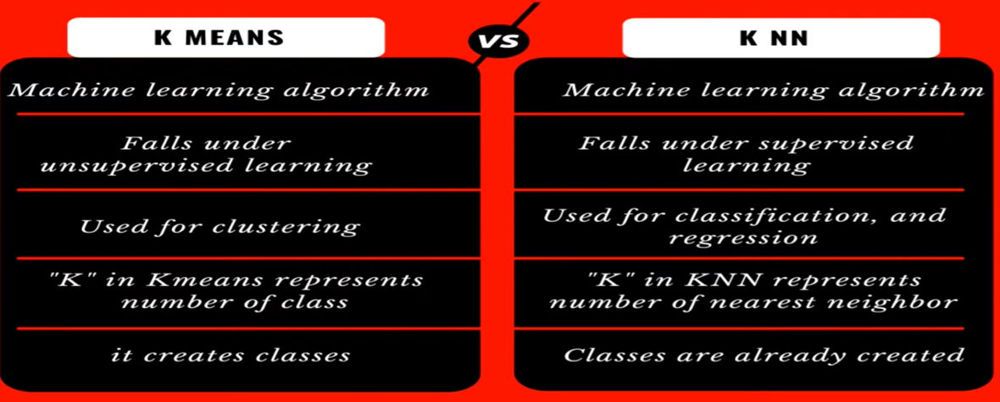 K MEANS
VS
K NN
Machine learning algorithm
Falls under
unsupervised learning
Used for clustering
"K" in Kmeans represents
number of class
it creates classes
Machine learning algorithm
Falls under supervised
learning
Used for classification, and
regression
"K" in KNN represents
number of nearest neighbor
Classes are already created